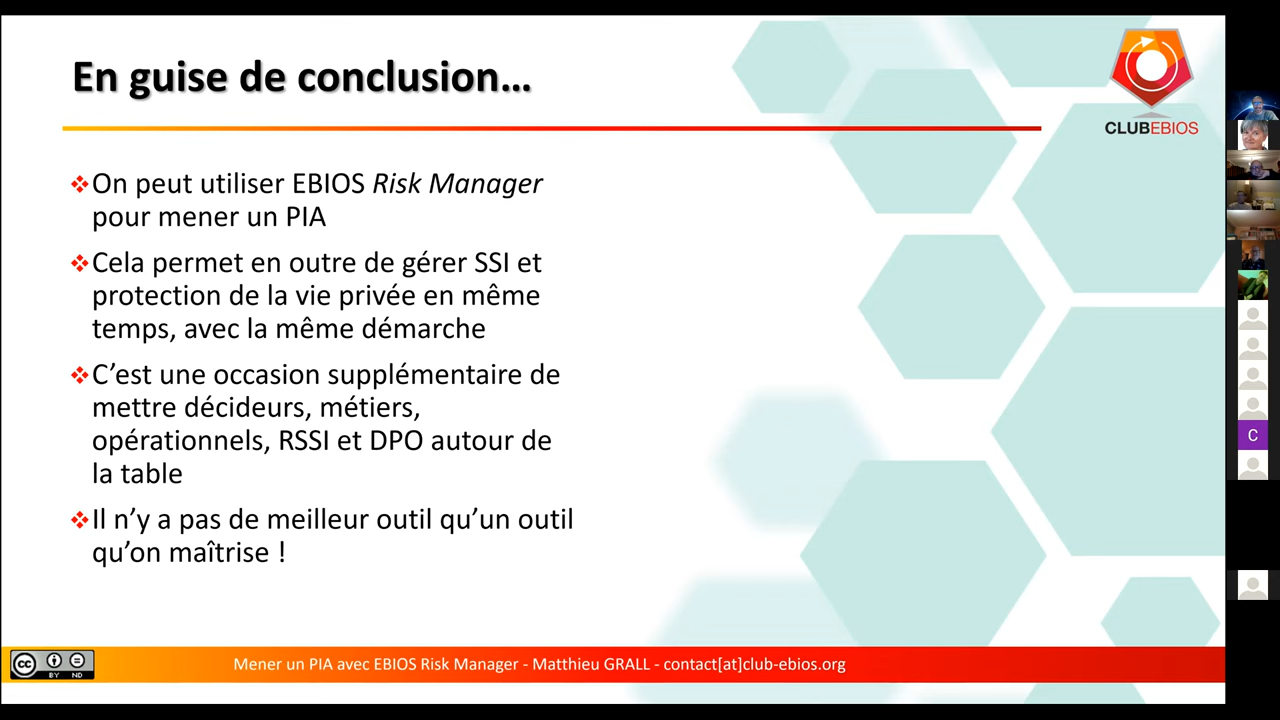 En guise de conclusion…
CLUBEBIOS
❖On peut utiliser EBIOS Risk Manager
pour mener un PIA
❖Cela permet en outre de gérer SSI et
protection de la vie privée en même
temps, avec la même démarche
❖C’est une occasion supplémentaire de
mettre décideurs, métiers,
opérationnels, RSSI et DPO autour de
la table
❖Il n’y a pas de meilleur outil qu’un outil
qu’on maîtrise !
C
cc
BY ND
Mener un PIA avec EBIOS Risk Manager - Matthieu GRALL - contact[at]club-ebios.org